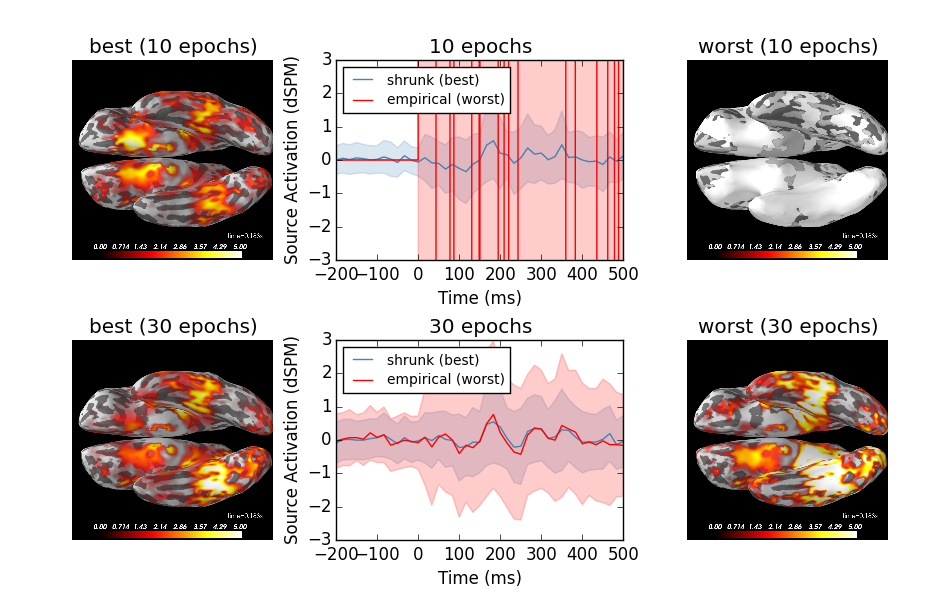 best (10 epochs)
10 epochs
worst (10 epochs)
Source Activation (dSPM)
3
2
1
0
−1
−2
−3
shrunk (best)
empirical (worst)
−200 −100 0 100 200 300 400 500
Time (ms)
time=0.183s
0.00 0.714 1.43 2.14 2.86 3.57 4.29 5.00
time=0.183s
0.00 0.714 1.43 2.14 2.86 3.57 4.29 5.00
best (30 epochs)
30 epochs
worst (30 epochs)
Source Activation (dSPM)
3
2
1
0
−1
−2
−3
shrunk (best)
empirical (worst)
−200 −100 0 100 200 300 400 500
Time (ms)
time=0.183s
0.00 0.714 1.43 2.14 2.86 3.57 4.29 5.00
time=0.183s
0.00 0.714 1.43 2.14 2.86 3.57 4.29 5.00